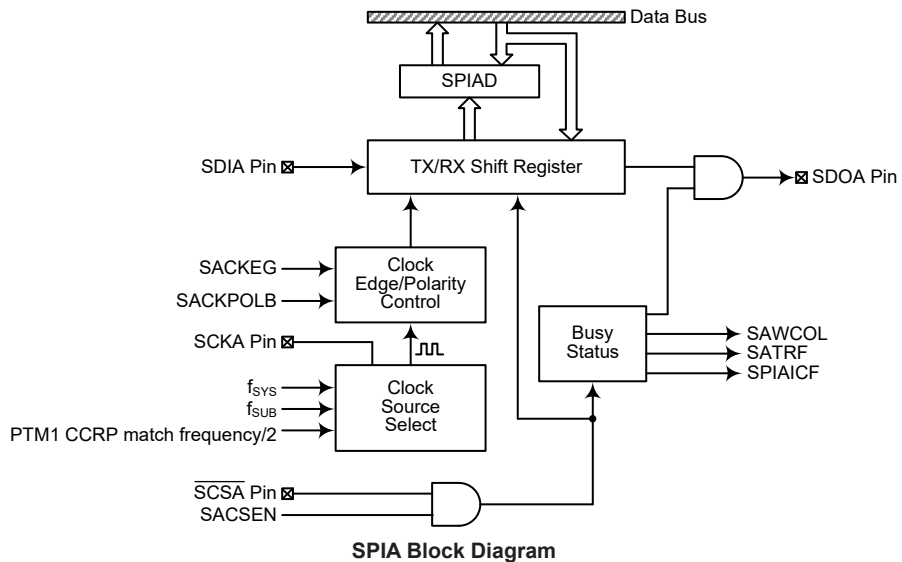 Data Bus
SPIAD
SDIA Pin
TX/RX Shift Register
SDOA Pin
SACKEG
SACKPOLB
Clock
Edge/Polarity
Control
SCKA Pin
Busy
Status
SAWCOL
SATRF
SPIAICF
fSYS
fSUB
PTM1 CCRP match frequency/2
Clock
Source
Select
SCSA Pin
SACSEN
SPIA Block Diagram